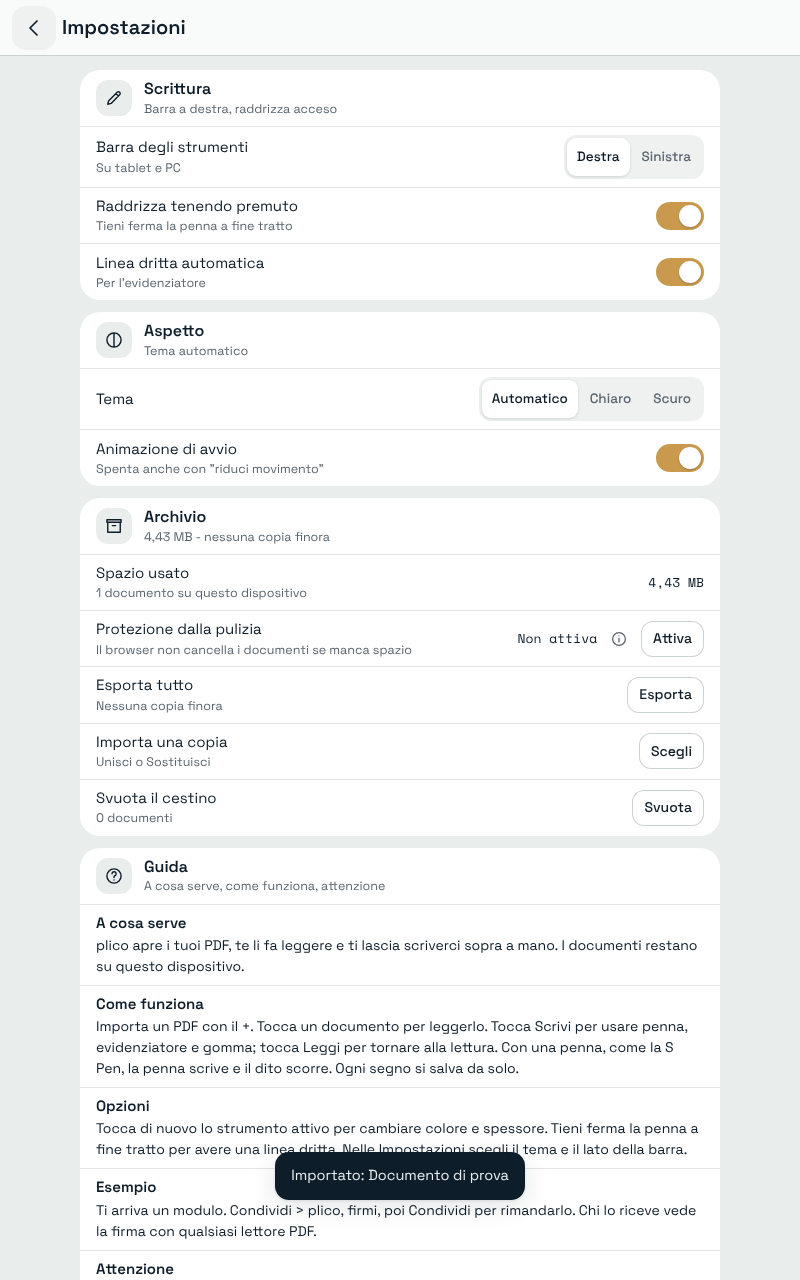 Impostazioni
Scrittura
Barra a destra, raddrizza acceso
Barra degli strumenti
Su tablet e PC
Destra
Sinistra
Raddrizza tenendo premuto
Tieni ferma la penna a fine tratto
Linea dritta automatica
Per l'evidenziatore
Aspetto
Tema automatico
Tema
Automatico
Chiaro
Scuro
Animazione di avvio
Spenta anche con "riduci movimento"
Archivio
4,43 MB - nessuna copia finora
Spazio usato
1 documento su questo dispositivo
4,43 MB
Protezione dalla pulizia
Il browser non cancella i documenti se manca spazio
Non attiva
Attiva
Esporta tutto
Nessuna copia finora
Esporta
Importa una copia
Unisci o Sostituisci
Scegli
Svuota il cestino
0 documenti
Svuota
Guida
A cosa serve, come funziona, attenzione
A cosa serve
plico apre i tuoi PDF, te li fa leggere e ti lascia scriverci sopra a mano. I documenti restano
su questo dispositivo.
Come funziona
Importa un PDF con il +. Tocca un documento per leggerlo. Tocca Scrivi per usare penna,
evidenziatore e gomma; tocca Leggi per tornare alla lettura. Con una penna, come la S
Pen, la penna scrive e il dito scorre. Ogni segno si salva da solo.
Opzioni
Tocca di nuovo lo strumento attivo per cambiare colore e spessore. Tieni ferma la penna a
fine tratto per avere una linea dritta. Nelle Impostazioni scegli il tema e il lato della barra.
Importato: Documento di prova
Esempio
Ti arriva un modulo. Condividi > plico, firmi, poi Condividi per rimandarlo. Chi lo riceve vede
la firma con qualsiasi lettore PDF.
Attenzione